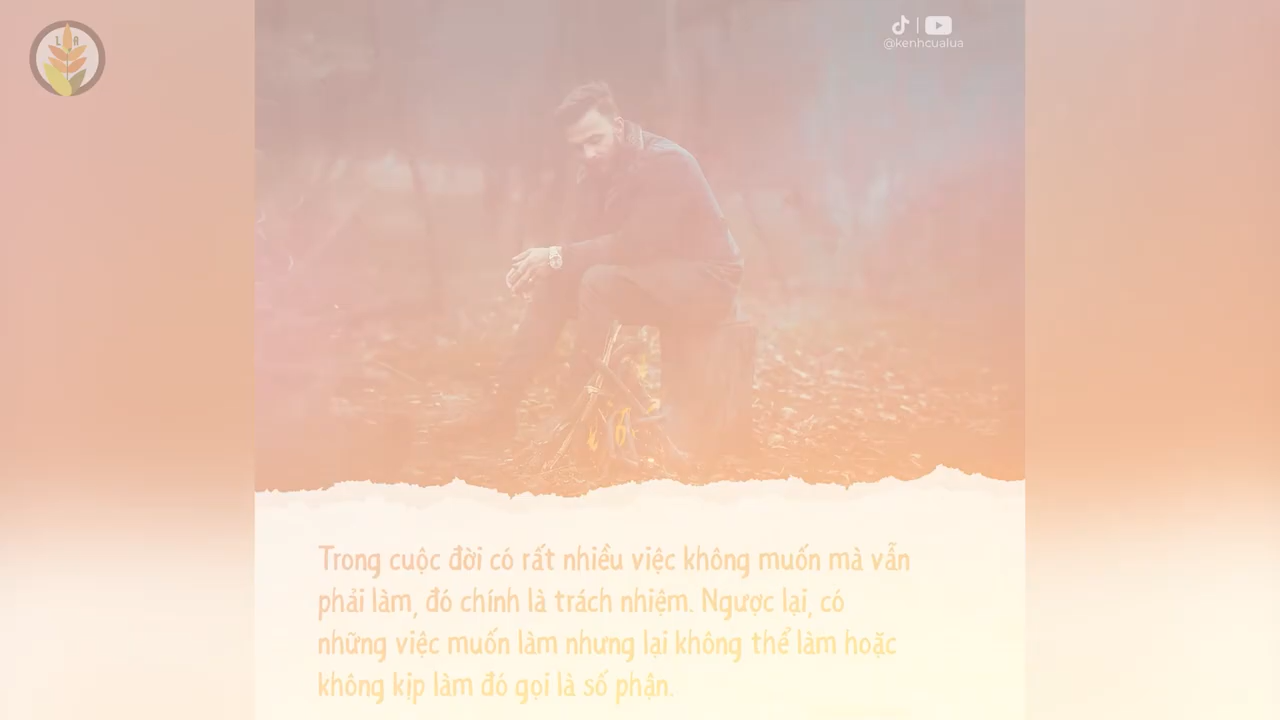 L A
@kenhcualua
Trong cuộc đời có rất nhiều việc không muốn mà vẫn
phải làm, đó chính là trách nhiệm. Ngược lại, có
những việc muốn làm nhưng lại không thể làm hoặc
không kịp làm đó gọi là số phận.